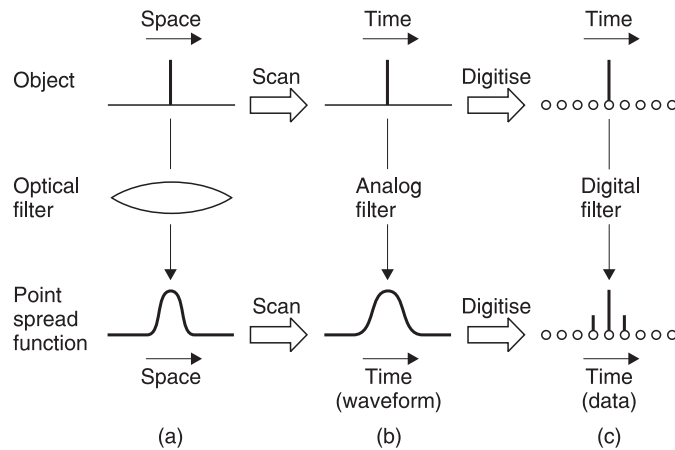 Space
Time
Time
Object
Scan
Digitise
Optical
filter
Analog
filter
Digital
filter
Point
spread
function
Scan
Digitise
Space
Time
(waveform)
Time
(data)
(a)
(b)
(c)